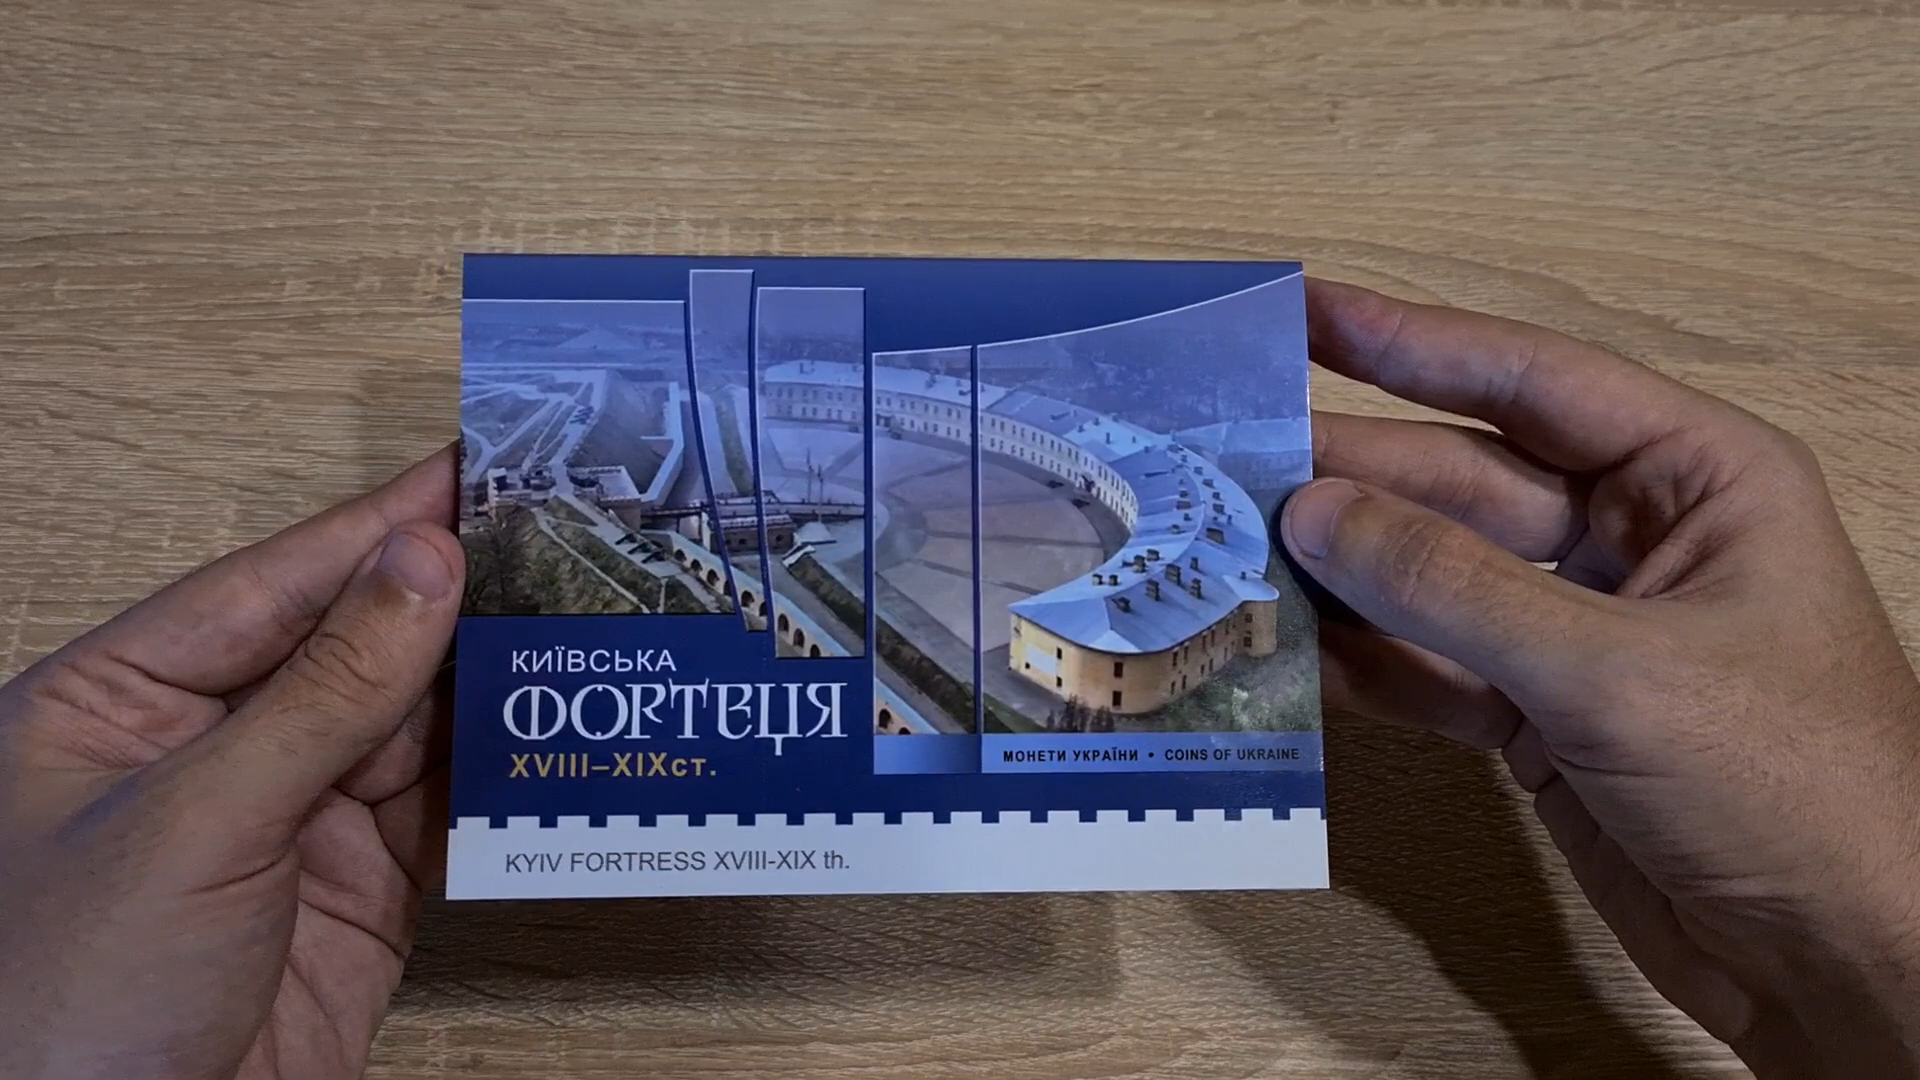 КИЇВСЬКА
ФОРТЕЦЯ
XVIII–XIXст.
МОНЕТИ УКРАЇНИ • COINS OF UKRAINE
KYIV FORTRESS XVIII-XIX th.